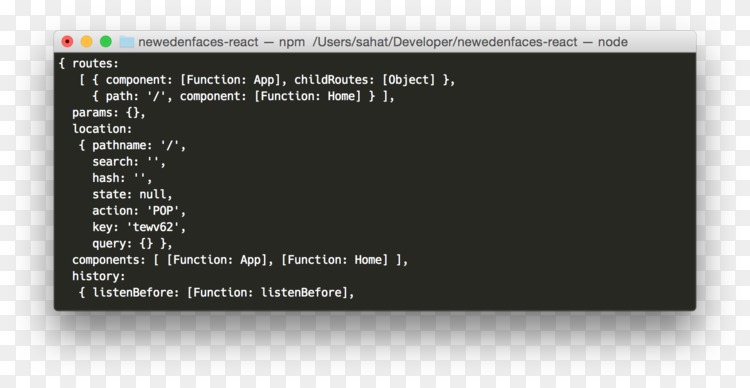 newedenfaces-react — npm /Users/sahat/Developer/newedenfaces-react — node
{ routes:
[ { component: [Function: App], childRoutes: [Object] },
{ path: '/', component: [Function: Home] } ],
params: {},
location:
{ pathname: '/',
search: '',
hash: '',
state: null,
action: 'POP',
key: 'tewv62',
query: {} },
components: [ [Function: App], [Function: Home] ],
history:
{ listenBefore: [Function: listenBefore],